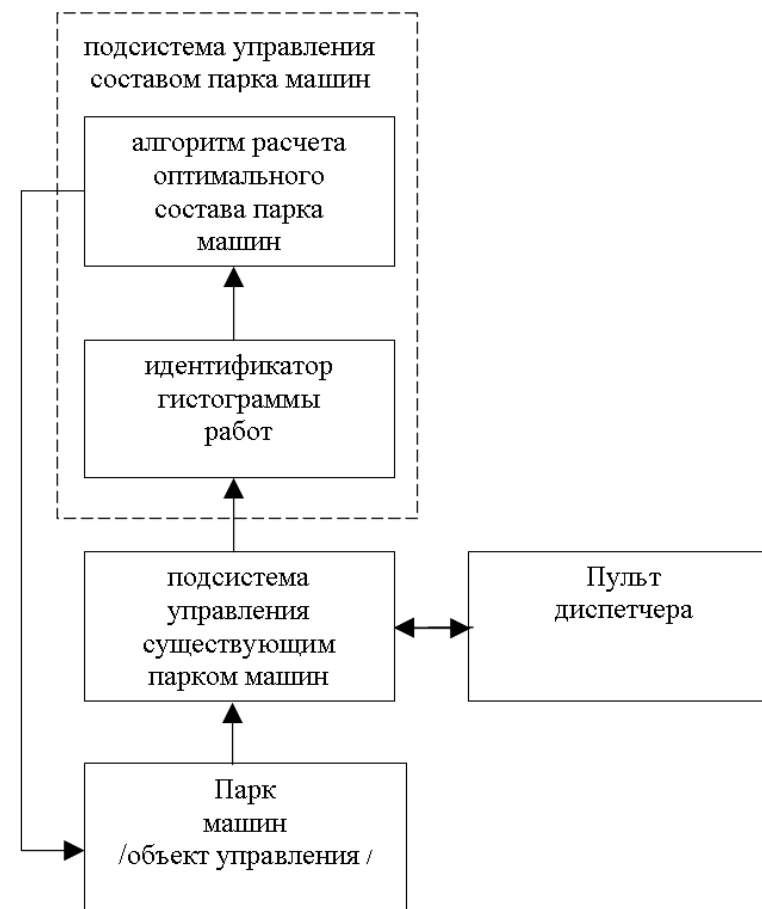 подсистема управления
составом парка машин
алгоритм расчета
оптимального
состава парка
машин
идентификатор
гистограммы
работ
подсистема
управления
существующим
парком машин
Пульт
диспетчера
Парк
машин
/объект управления /